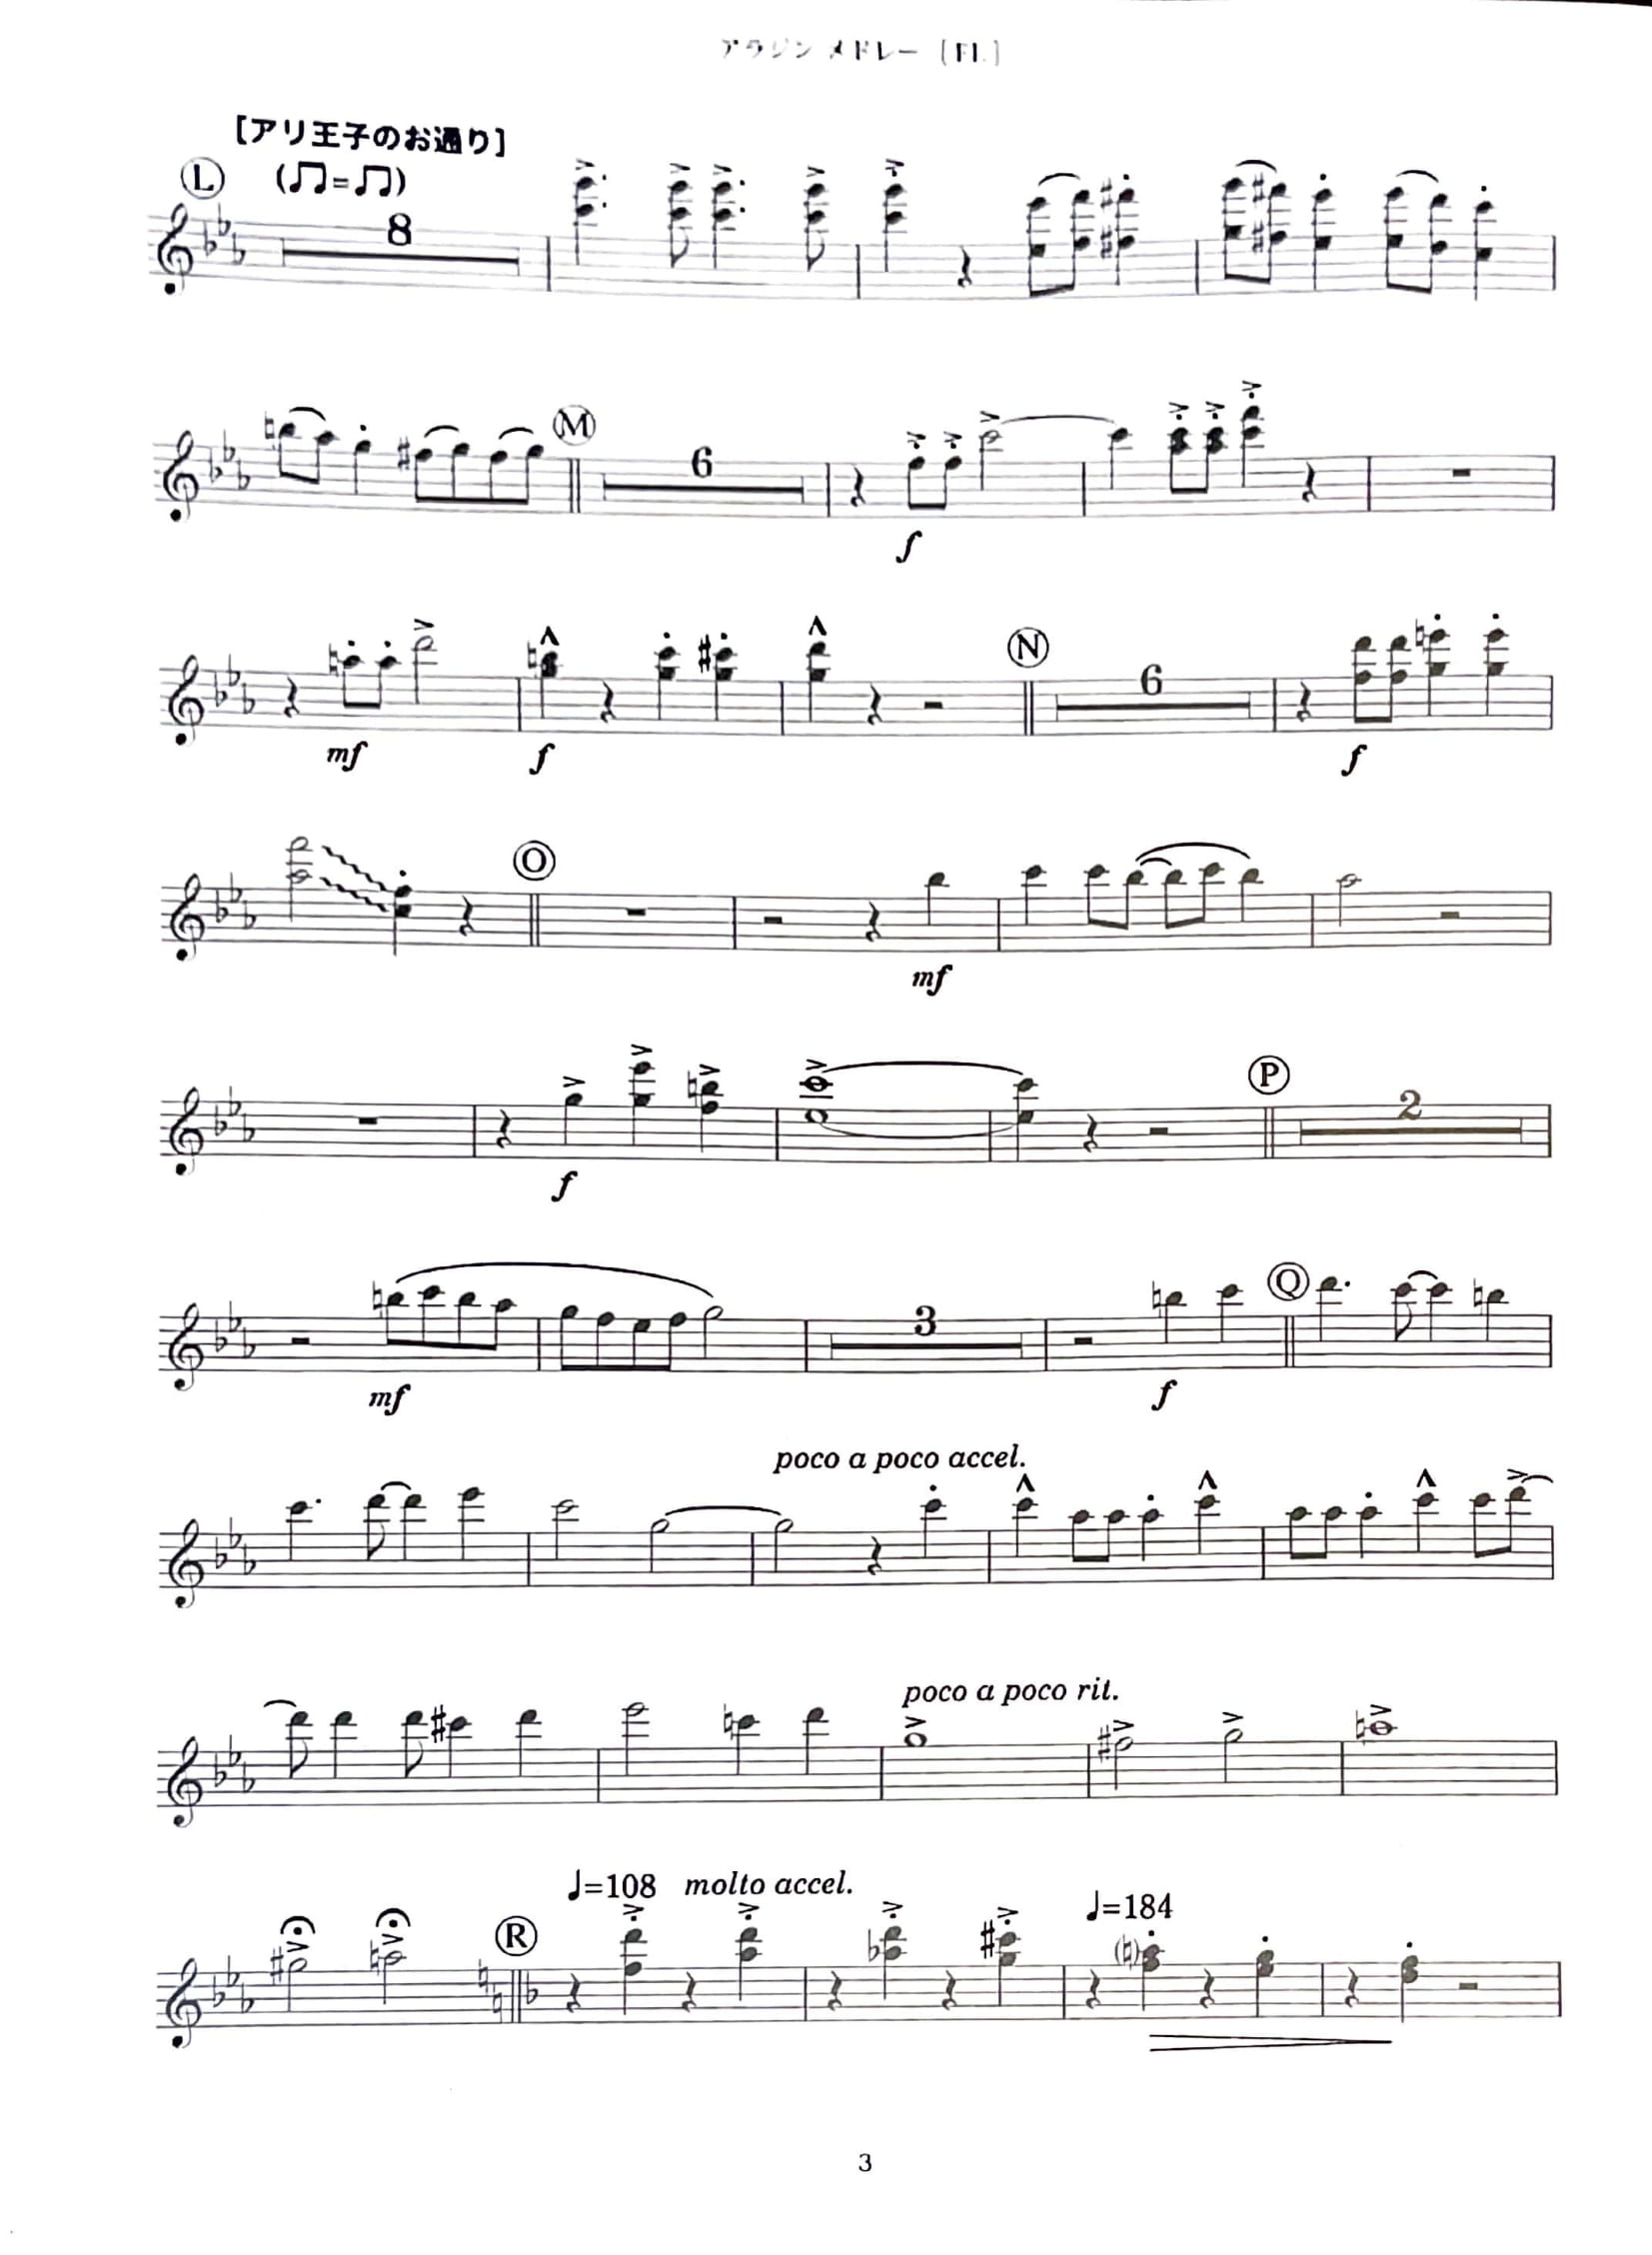 アラジン メドレー [Fl.]
[アリ王子のお通り]
L (♫=♫)
8
M
6
f
mf
f
N
6
f
O
mf
f
P
2
mf
3
f
Q
poco a poco accel.
poco a poco rit.
R
♩=108 molto accel.
♩=184
3